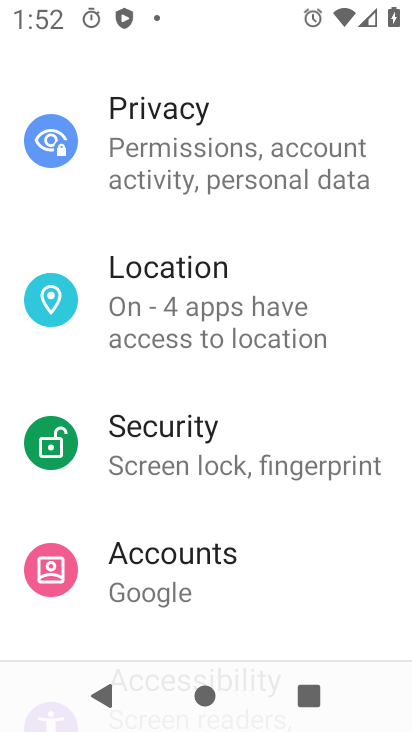 1:52
Privacy
Permissions, account
activity, personal data
Location
On - 4 apps have
access to location
Security
Screen lock, fingerprint
Accounts
Google
Accessibility
Screen readers,